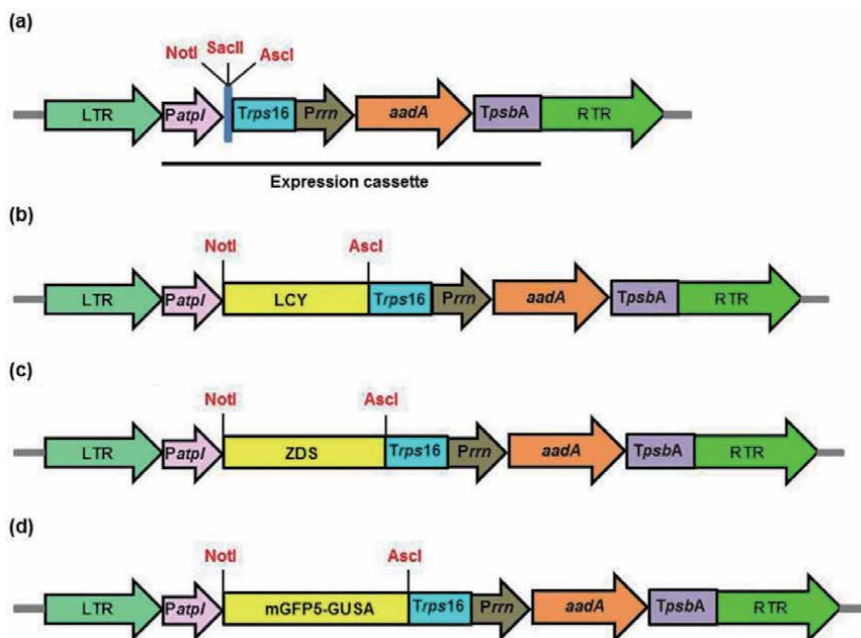 (a)
NotI SacII AscI
LTR PatpI Trps16 Prrn aadA TpsbA RTR
Expression cassette
(b)
NotI AscI
LTR PatpI LCY Trps16 Prrn aadA TpsbA RTR
(c)
NotI AscI
LTR PatpI ZDS Trps16 Prrn aadA TpsbA RTR
(d)
NotI AscI
LTR PatpI mGFP5-GUSA Trps16 Prrn aadA TpsbA RTR